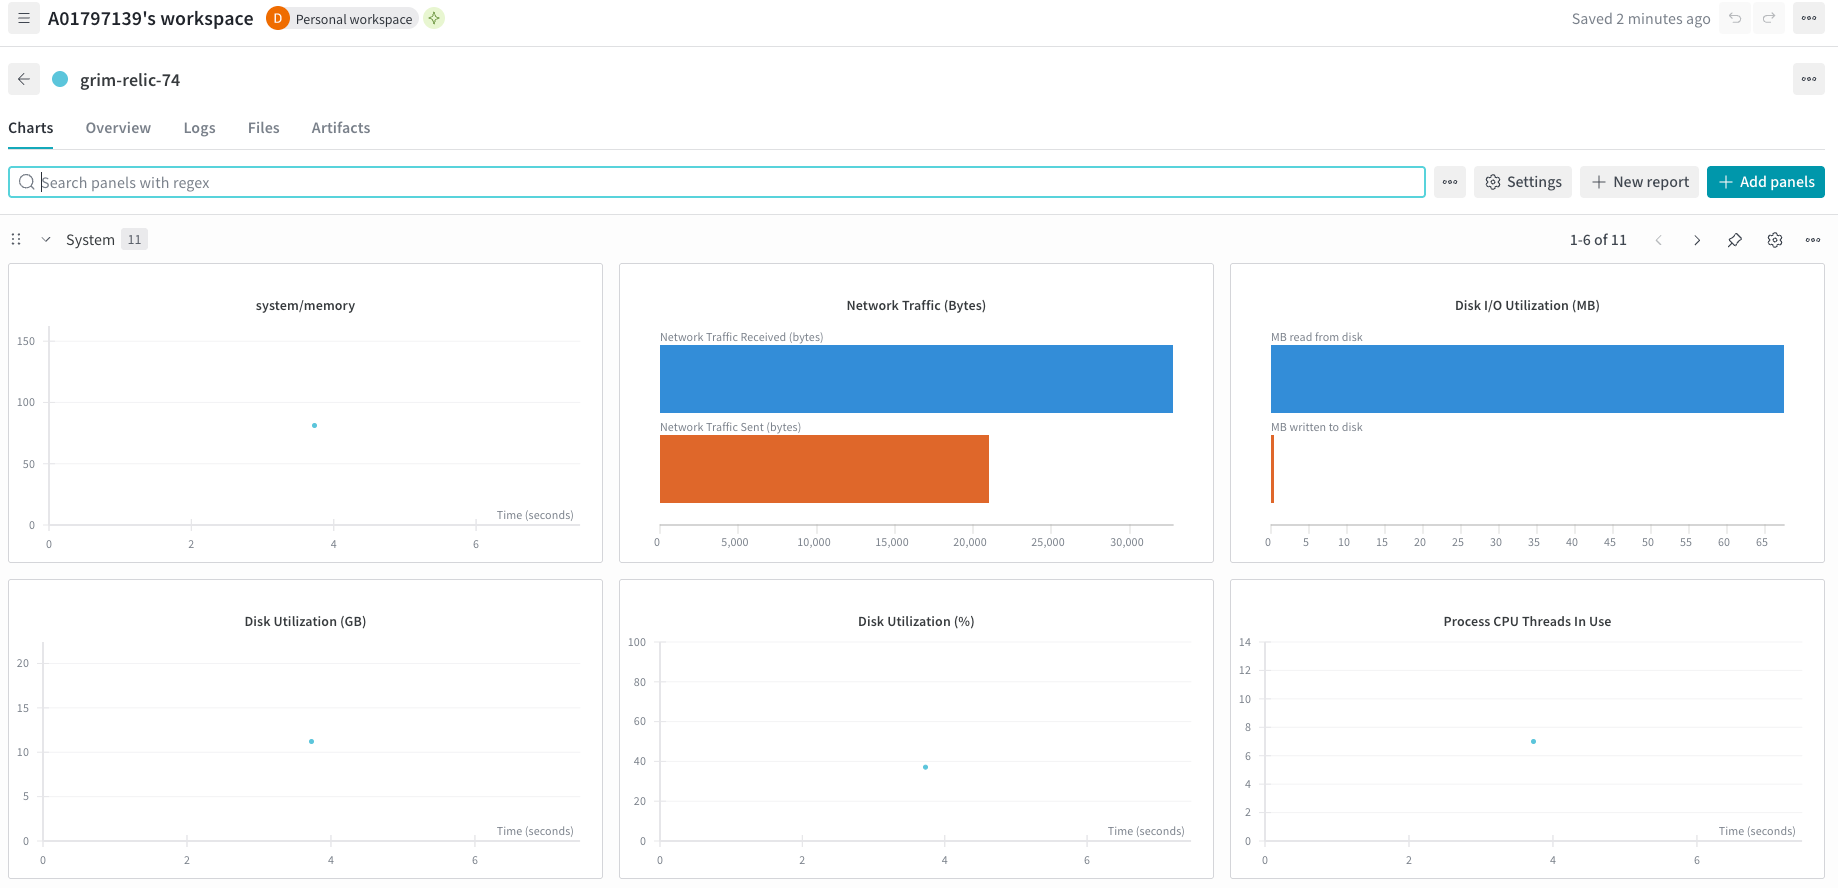 A01797139's workspace D Personal workspace Saved 2 minutes ago
grim-relic-74
Charts Overview Logs Files Artifacts
Search panels with regex Settings New report Add panels
System 11 1-6 of 11
system/memory
150
100
50
0
Time (seconds)
0 2 4 6
Network Traffic (Bytes)
Network Traffic Received (bytes)
Network Traffic Sent (bytes)
0 5,000 10,000 15,000 20,000 25,000 30,000
Disk I/O Utilization (MB)
MB read from disk
MB written to disk
0 5 10 15 20 25 30 35 40 45 50 55 60 65
Disk Utilization (GB)
20
15
10
5
0
Time (seconds)
0 2 4 6
Disk Utilization (%)
100
80
60
40
20
0
Time (seconds)
0 2 4 6
Process CPU Threads In Use
14
12
10
8
6
4
2
0
Time (seconds)
0 2 4 6